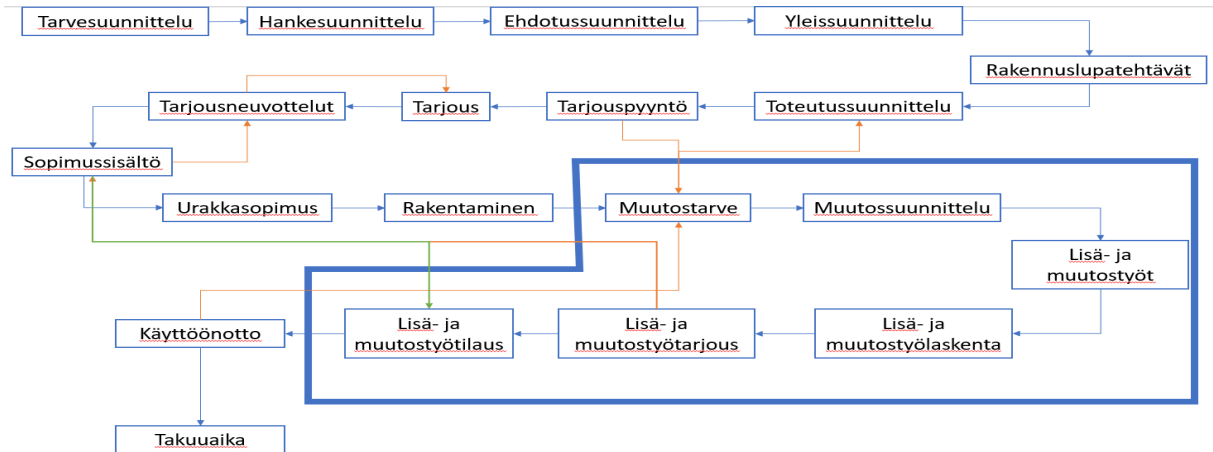 Tarvesuunnittelu
Hankesuunnittelu
Ehdotussuunnittelu
Yleissuunnittelu
Rakennuslupatehtävät
Tarjousneuvottelut
Tarjous
Tarjouspyyntö
Toteutussuunnittelu
Sopimussisältö
Urakkasopimus
Rakentaminen
Muutostarve
Muutossuunnittelu
Lisä- ja
muutostyöt
Käyttöönotto
Lisä- ja
muutostyötilaus
Lisä- ja
muutostyötarjous
Lisä- ja
muutostyölaskenta
Takuuaika